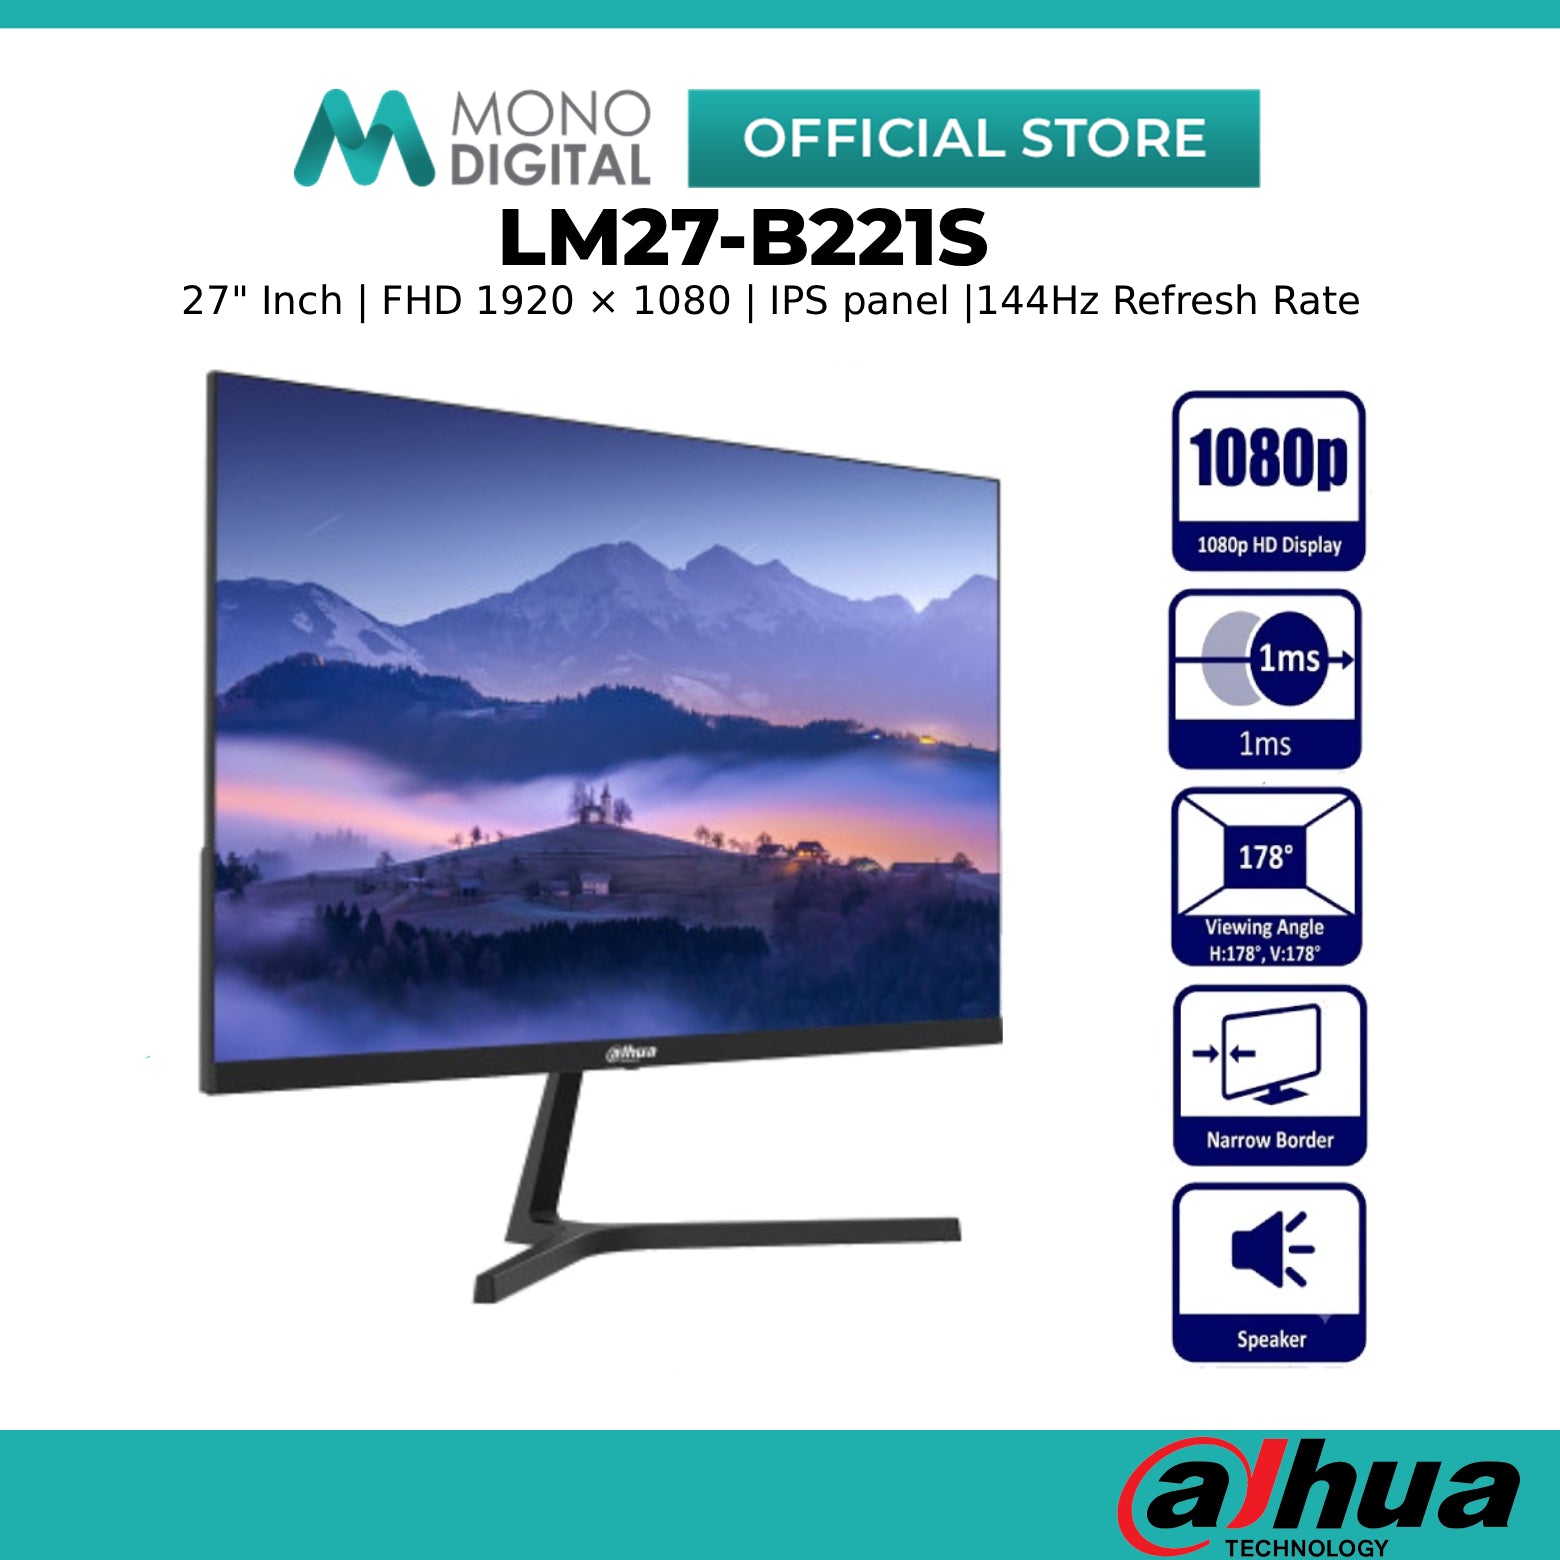 MONO
DIGITAL
OFFICIAL STORE
LM27-B221S
27" Inch | FHD 1920 × 1080 | IPS panel |144Hz Refresh Rate
1080p
1080p HD Display
1ms
1ms
178°
Viewing Angle
H:178°, V:178°
Narrow Border
Speaker
alhua
alhua
TECHNOLOGY